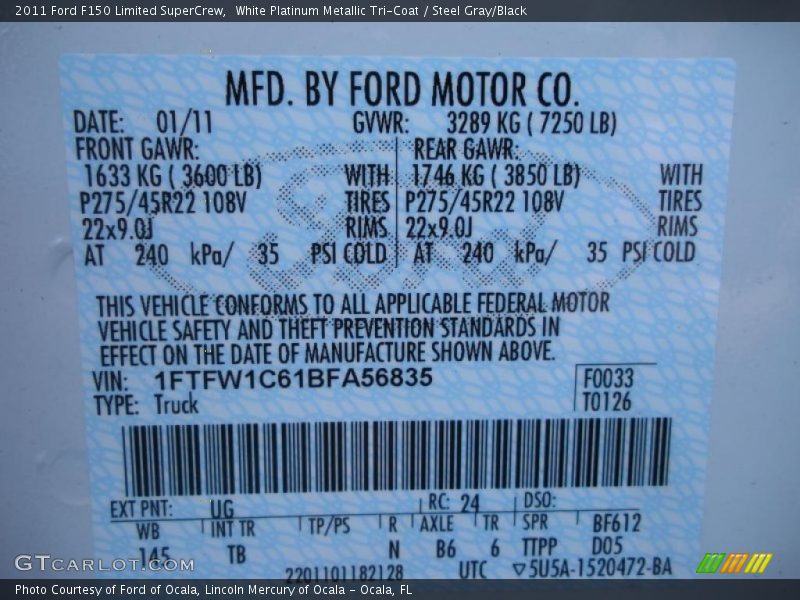 2011 Ford F150 Limited SuperCrew, White Platinum Metallic Tri-Coat / Steel Gray/Black
MFD. BY FORD MOTOR CO.
DATE: 01/11 GVWR: 3289 KG ( 7250 LB)
FRONT GAWR: REAR GAWR:
1633 KG ( 3600 LB) WITH 1746 KG ( 3850 LB) WITH
P275/45R22 108V TIRES P275/45R22 108V TIRES
22x9.0J RIMS 22x9.0J RIMS
AT 240 kPa/ 35 PSI COLD AT 240 kPa/ 35 PSI COLD
THIS VEHICLE CONFORMS TO ALL APPLICABLE FEDERAL MOTOR
VEHICLE SAFETY AND THEFT PREVENTION STANDARDS IN
EFFECT ON THE DATE OF MANUFACTURE SHOWN ABOVE.
VIN: 1FTFW1C61BFA56835 F0033
TYPE: Truck T0126
EXT PNT: UG RC: 24 DSO:
WB INT TR TP/PS R AXLE TR SPR BF612
145 TB N B6 6 TTPP D05
2201101182128 UTC ▽5U5A-1520472-BA
GTCARLOT.COM
Photo Courtesy of Ford of Ocala, Lincoln Mercury of Ocala - Ocala, FL